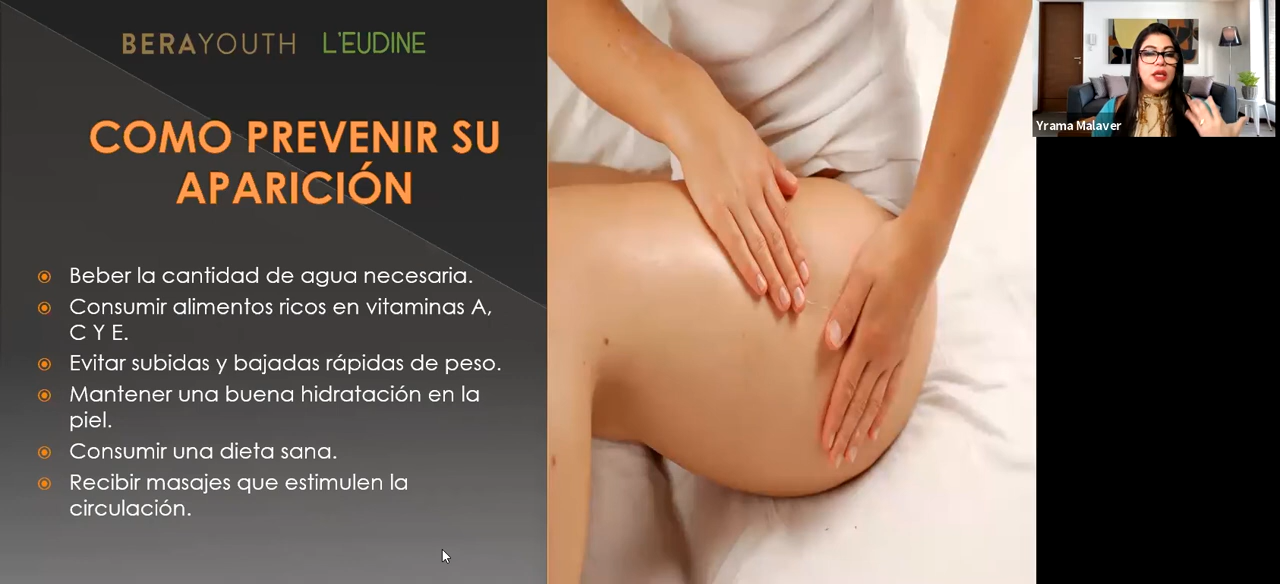 BERAYOUTH L'EUDINE
COMO PREVENIR SU
APARICIÓN
Beber la cantidad de agua necesaria.
Consumir alimentos ricos en vitaminas A,
C Y E.
Evitar subidas y bajadas rápidas de peso.
Mantener una buena hidratación en la
piel.
Consumir una dieta sana.
Recibir masajes que estimulen la
circulación.
Yrama Malaver